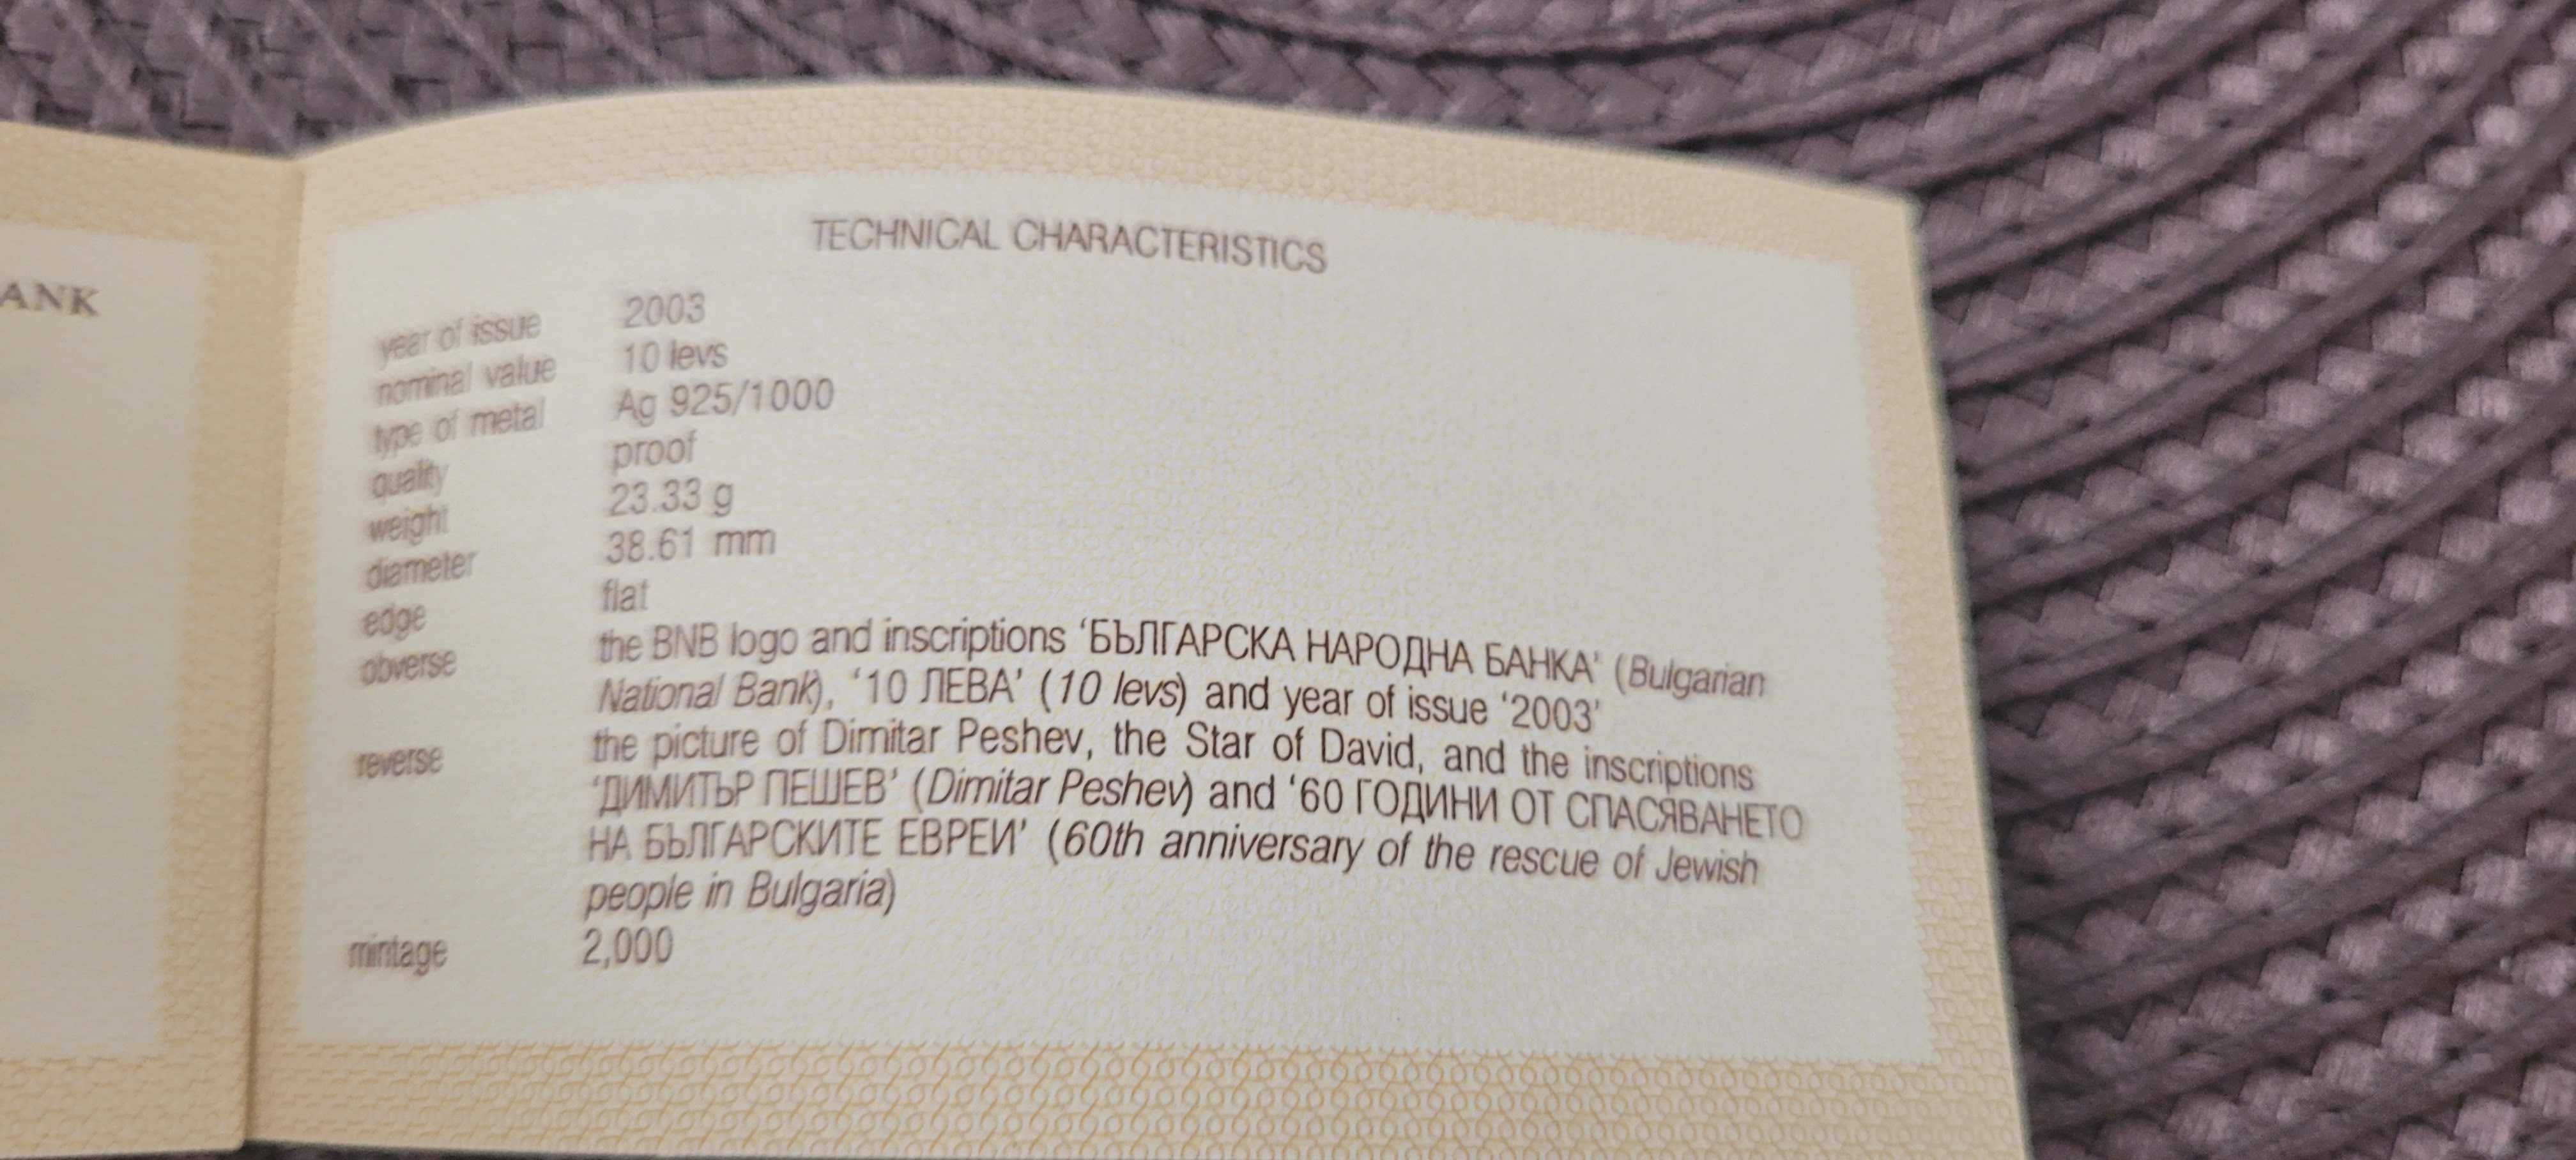 ANK
TECHNICAL CHARACTERISTICS
year of issue 2003
nominal value 10 levs
type of metal Ag 925/1000
quality proof
weight 23.33 g
diameter 38.61 mm
edge flat
obverse the BNB logo and inscriptions ‘БЪЛГАРСКА НАРОДНА БАНКА’ (Bulgarian
National Bank), ‘10 ЛЕВА’ (10 levs) and year of issue ‘2003’
reverse the picture of Dimitar Peshev, the Star of David, and the inscriptions
‘ДИМИТЪР ПЕШЕВ’ (Dimitar Peshev) and ‘60 ГОДИНИ ОТ СПАСЯВАНЕТО
НА БЪЛГАРСКИТЕ ЕВРЕИ’ (60th anniversary of the rescue of Jewish
people in Bulgaria)
mintage 2,000